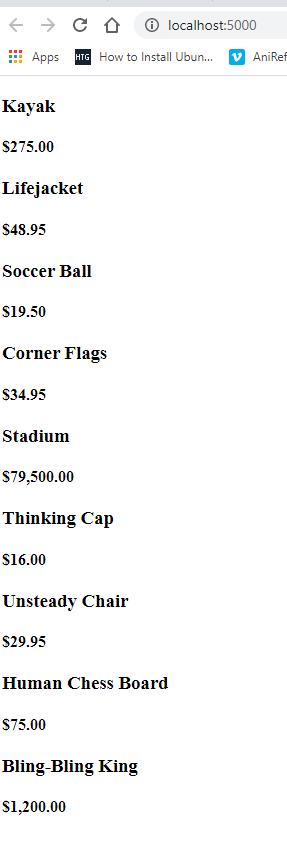 localhost:5000
Apps HTG How to Install Ubun... AniRef
Kayak
$275.00
Lifejacket
$48.95
Soccer Ball
$19.50
Corner Flags
$34.95
Stadium
$79,500.00
Thinking Cap
$16.00
Unsteady Chair
$29.95
Human Chess Board
$75.00
Bling-Bling King
$1,200.00